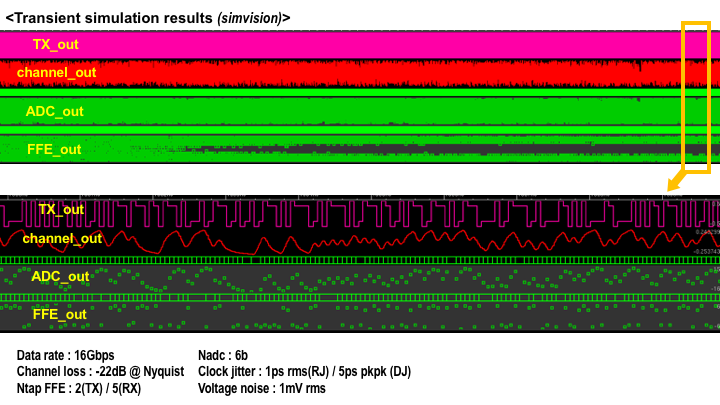 <Transient simulation results (simvision)>
TX_out
channel_out
ADC_out
FFE_out
TX_out
channel_out
ADC_out
FFE_out
Data rate : 16Gbps
Channel loss : -22dB @ Nyquist
Ntap FFE : 2(TX) / 5(RX)
Nadc : 6b
Clock jitter : 1ps rms(RJ) / 5ps pkpk (DJ)
Voltage noise : 1mV rms